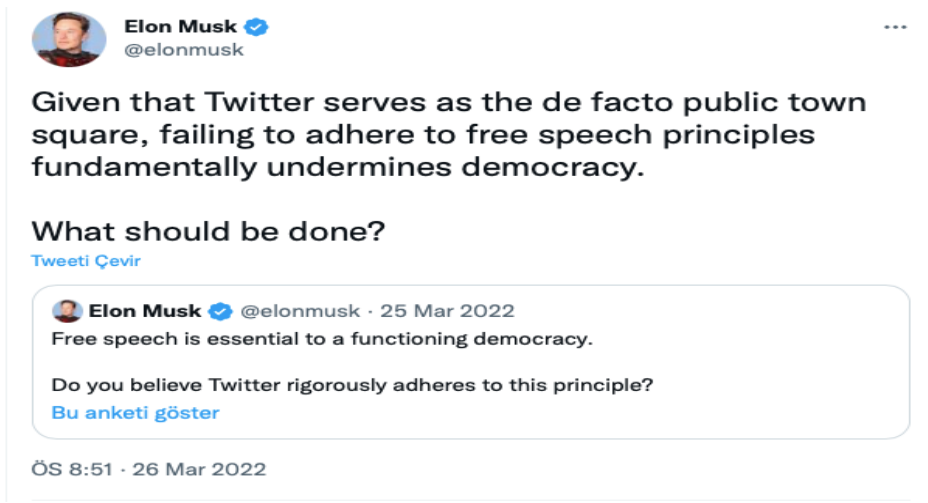 Elon Musk
@elonmusk
Given that Twitter serves as the de facto public town
square, failing to adhere to free speech principles
fundamentally undermines democracy.
What should be done?
Tweeti Çevir
Elon Musk @elonmusk · 25 Mar 2022
Free speech is essential to a functioning democracy.
Do you believe Twitter rigorously adheres to this principle?
Bu anketi göster
ÖS 8:51 · 26 Mar 2022